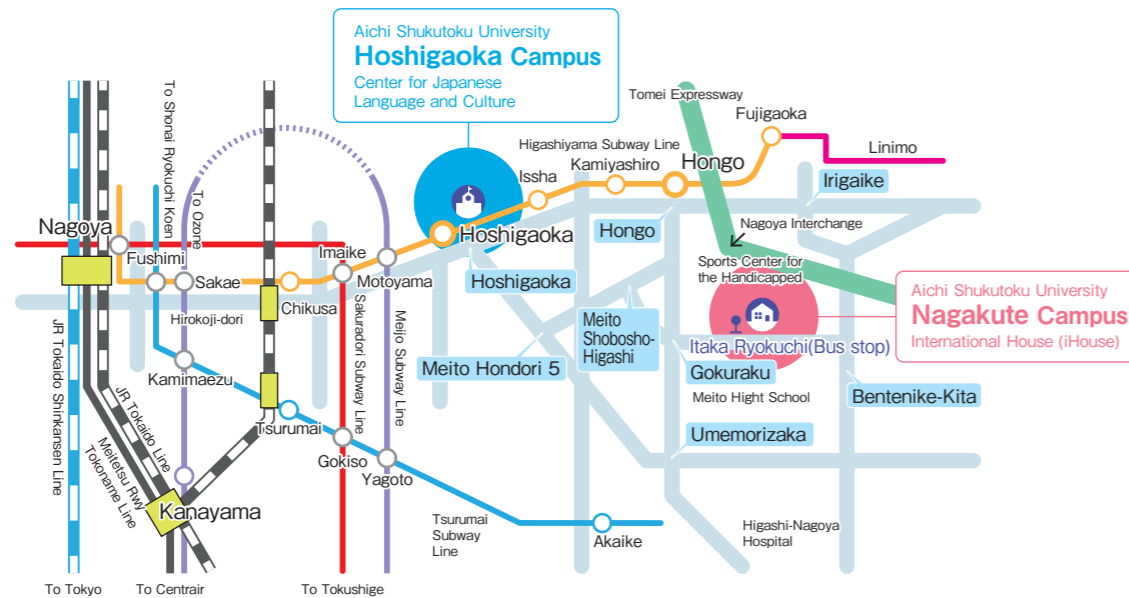 Aichi Shukutoku University
Hoshigaoka Campus
Center for Japanese
Language and Culture
Tomei Expressway
Fujigaoka
Higashiyama Subway Line
Kamiyashiro
Hongo
Linimo
Issha
Irigaike
To Shonai Ryokuchi Koen
To Ozone
Nagoya
Fushimi
Sakae
Imaike
Motoyama
Hoshigaoka
Hongo
Nagoya Interchange
Sports Center for
the Handicapped
Hoshigaoka
Chikusa
Hirokoji-dori
Aichi Shukutoku University
Nagakute Campus
International House (iHouse)
Meito
Shobosho-
Higashi
Itaka Ryokuchi(Bus stop)
Meito Hondori 5
Gokuraku
Meito Hight School
Bentenike-Kita
Kamimaezu
Sakuradori Subway Line
Meijo Subway Line
JR Tokaido Shinkansen Line
JR Tokaido Line
Meitetsu Rwy
Tokoname Line
Tsurumai
Umemorizaka
Gokiso
Yagoto
Kanayama
Tsurumai
Subway
Line
Akaike
Higashi-Nagoya
Hospital
To Tokyo
To Centrair
To Tokushige